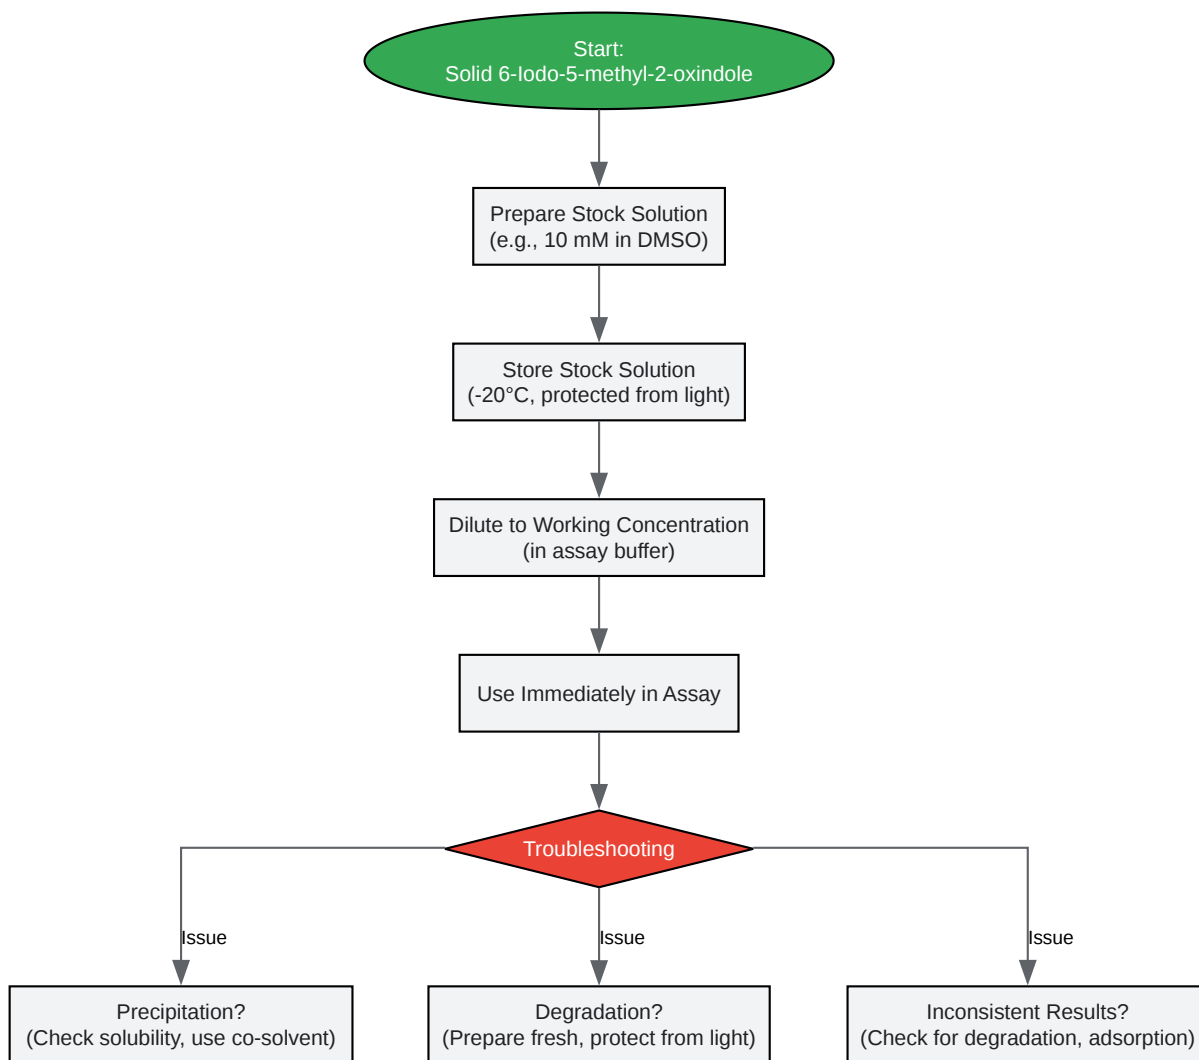 Start:
Solid 6-Iodo-5-methyl-2-oxindole
Prepare Stock Solution
(e.g., 10 mM in DMSO)
Store Stock Solution
(-20°C, protected from light)
Dilute to Working Concentration
(in assay buffer)
Use Immediately in Assay
Troubleshooting
Issue
Issue
Issue
Precipitation?
(Check solubility, use co-solvent)
Degradation?
(Prepare fresh, protect from light)
Inconsistent Results?
(Check for degradation, adsorption)